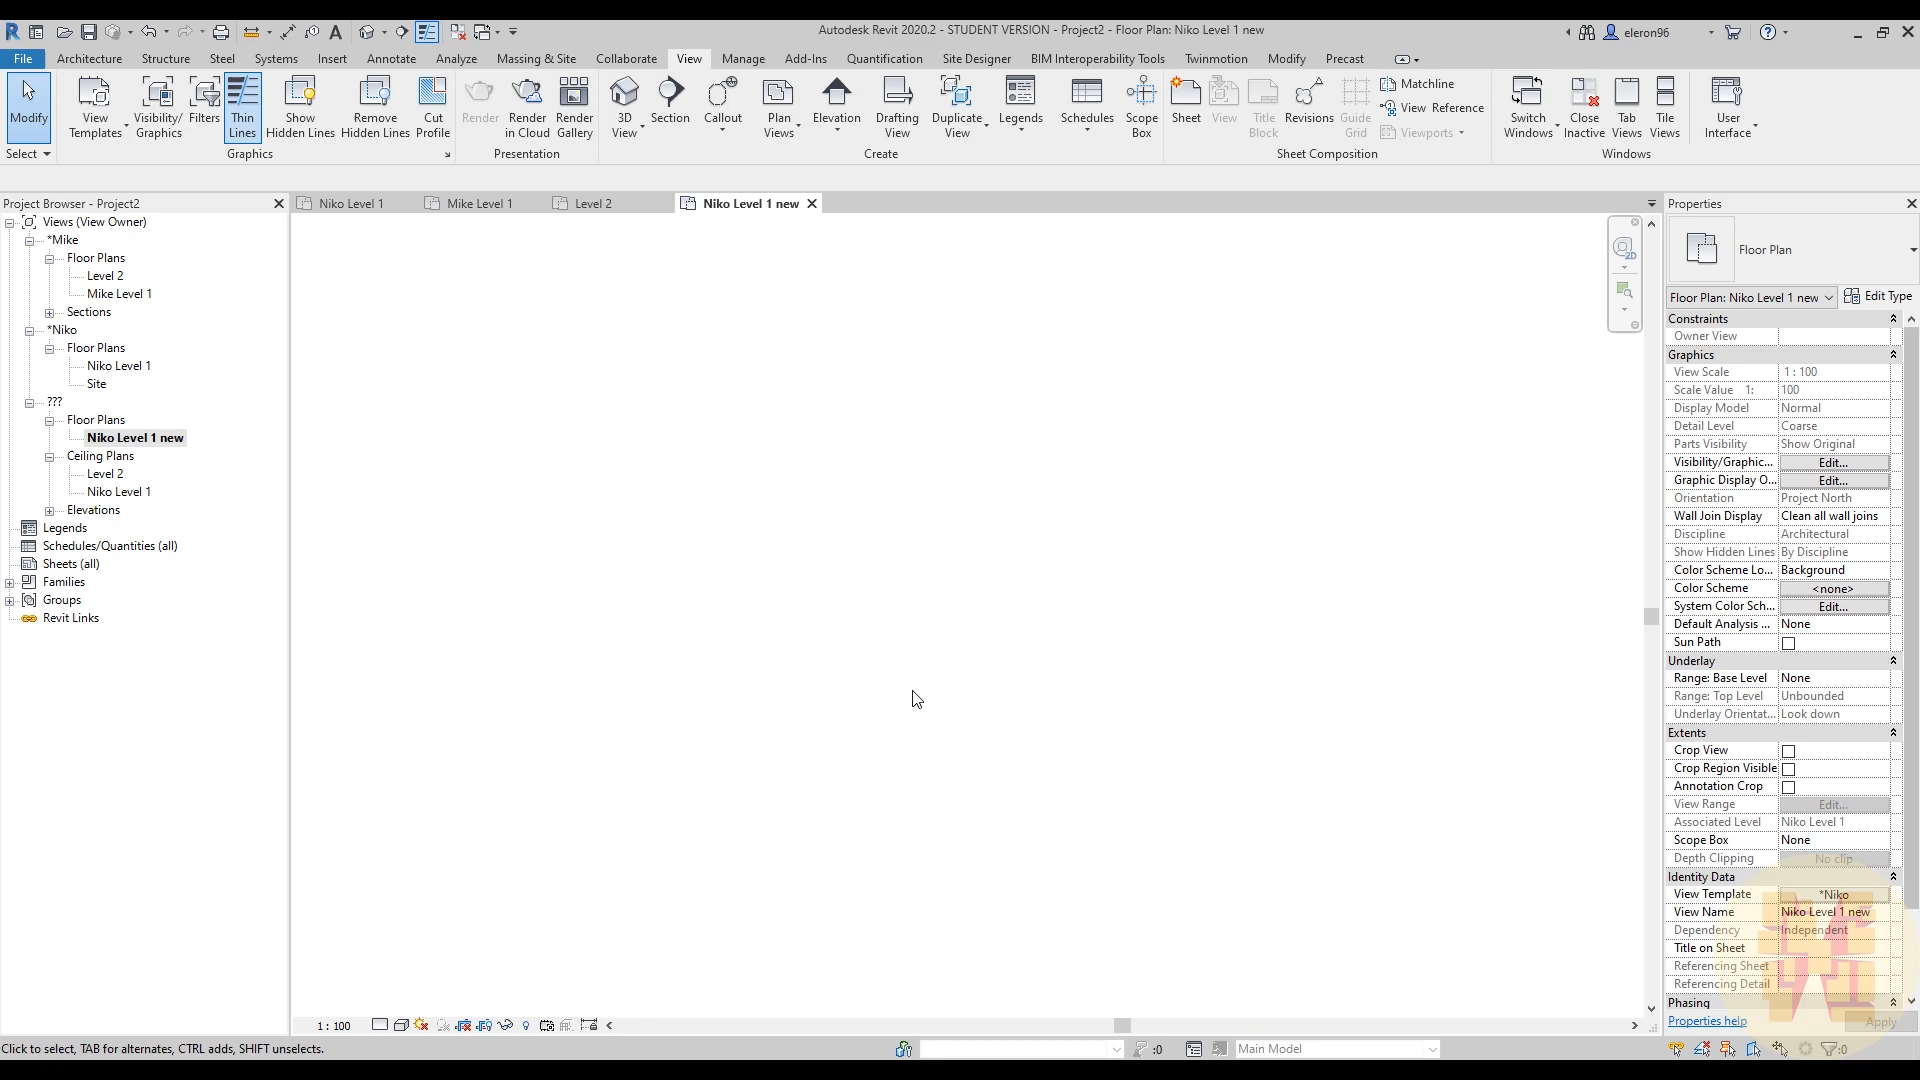 Autodesk Revit 2020.2 - STUDENT VERSION - Project2 - Floor Plan: Niko Level 1 new
eleron96
File Architecture Structure Steel Systems Insert Annotate Analyze Massing & Site Collaborate View Manage Add-Ins Quantification Site Designer BIM Interoperability Tools Twinmotion Modify Precast
Modify
View Templates
Visibility/ Graphics
Filters
Thin Lines
Show Hidden Lines
Remove Hidden Lines
Cut Profile
Render
Render in Cloud
Render Gallery
3D View
Section
Callout
Plan Views
Elevation
Drafting View
Duplicate View
Legends
Schedules
Scope Box
Sheet
View
Title Block
Revisions
Guide Grid
Matchline
View Reference
Viewports
Switch Windows
Close Inactive
Tab Views
Tile Views
User Interface
Select Graphics Presentation Create Sheet Composition Windows
Project Browser - Project2
Views (View Owner)
*Mike
Floor Plans
Level 2
Mike Level 1
Sections
*Niko
Floor Plans
Niko Level 1
Site
???
Floor Plans
Niko Level 1 new
Ceiling Plans
Level 2
Niko Level 1
Elevations
Legends
Schedules/Quantities (all)
Sheets (all)
Families
Groups
Revit Links
Niko Level 1 Mike Level 1 Level 2 Niko Level 1 new
2D
Properties
Floor Plan
Floor Plan: Niko Level 1 new Edit Type
Constraints
Owner View
Graphics
View Scale 1 : 100
Scale Value 1: 100
Display Model Normal
Detail Level Coarse
Parts Visibility Show Original
Visibility/Graphic... Edit...
Graphic Display O... Edit...
Orientation Project North
Wall Join Display Clean all wall joins
Discipline Architectural
Show Hidden Lines By Discipline
Color Scheme Lo... Background
Color Scheme <none>
System Color Sch... Edit...
Default Analysis ... None
Sun Path
Underlay
Range: Base Level None
Range: Top Level Unbounded
Underlay Orientat... Look down
Extents
Crop View
Crop Region Visible
Annotation Crop
View Range Edit...
Associated Level Niko Level 1
Scope Box None
Depth Clipping No clip
Identity Data
View Template *Niko
View Name Niko Level 1 new
Dependency Independent
Title on Sheet
Referencing Sheet
Referencing Detail
Phasing
Properties help Apply
1 : 100
Click to select, TAB for alternates, CTRL adds, SHIFT unselects.
:0
Main Model
:0